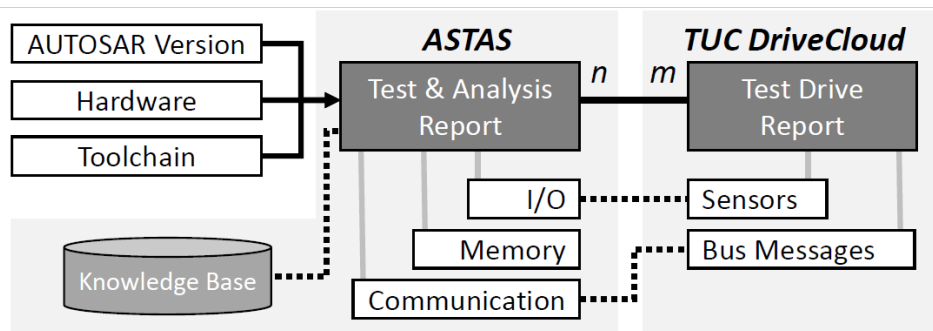 ASTAS
TUC DriveCloud
AUTOSAR Version
Hardware
Toolchain
Test & Analysis
Report
n
m
Test Drive
Report
I/O
Sensors
Memory
Bus Messages
Knowledge Base
Communication